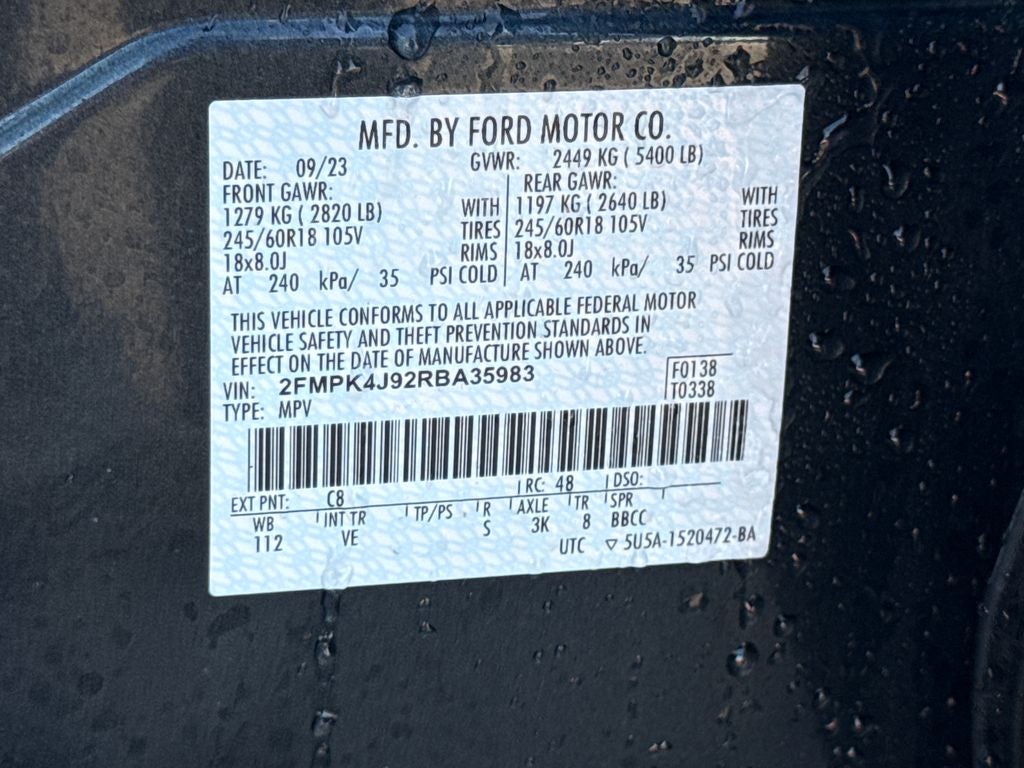 MFD. BY FORD MOTOR CO.
DATE: 09/23 GVWR: 2449 KG ( 5400 LB)
FRONT GAWR: REAR GAWR:
1279 KG ( 2820 LB) WITH 1197 KG ( 2640 LB) WITH
245/60R18 105V TIRES 245/60R18 105V TIRES
18x8.0J RIMS 18x8.0J RIMS
AT 240 kPa/ 35 PSI COLD AT 240 kPa/ 35 PSI COLD
THIS VEHICLE CONFORMS TO ALL APPLICABLE FEDERAL MOTOR
VEHICLE SAFETY AND THEFT PREVENTION STANDARDS IN
EFFECT ON THE DATE OF MANUFACTURE SHOWN ABOVE.
VIN: 2FMPK4J92RBA35983 F0138
TYPE: MPV T0338
EXT PNT: C8 RC: 48 DSO:
WB INT TR TP/PS R AXLE TR SPR
112 VE S 3K 8 BBCC
UTC ▽ 5U5A-1520472-BA